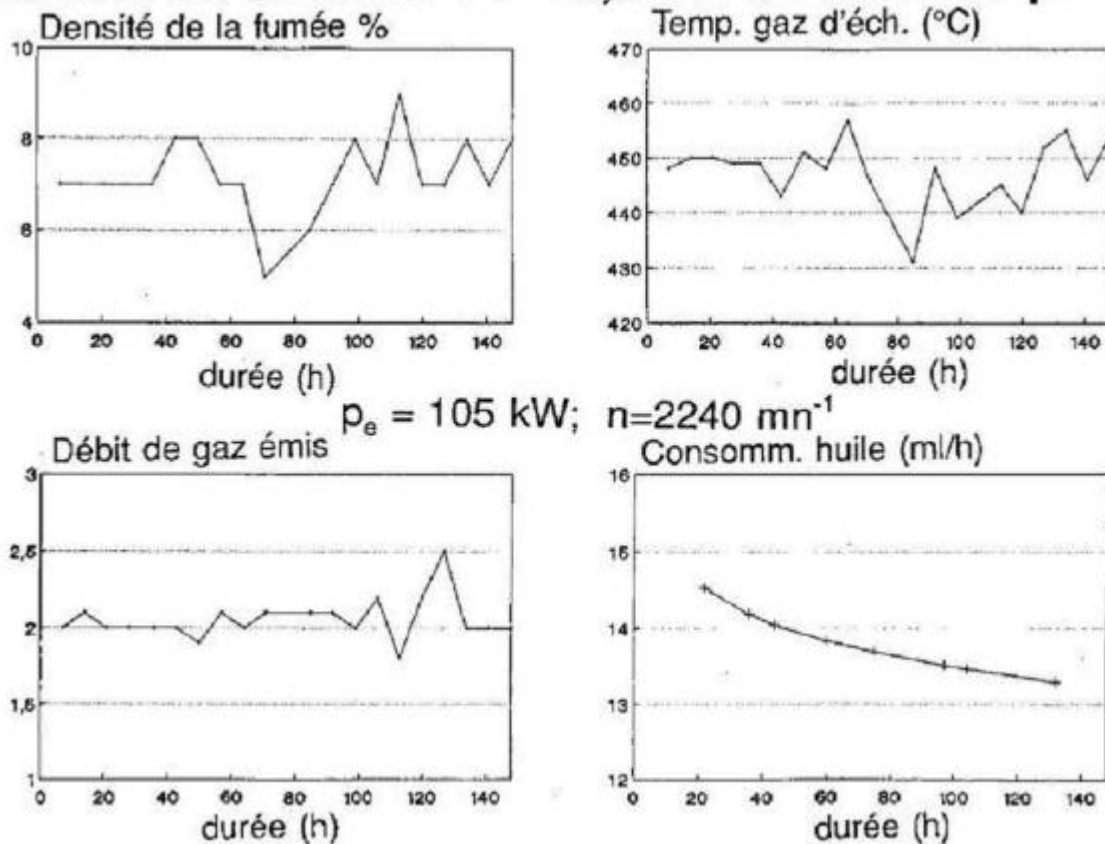 Densité de la fumée %
10
8
6
4
0 20 40 60 80 100 120 140
durée (h)
Temp. gaz d'éch. (°C)
470
460
450
440
430
420
0 20 40 60 80 100 120 140
durée (h)
pₑ = 105 kW; n=2240 mn⁻¹
Débit de gaz émis
3
2,5
2
1,5
1
0 20 40 60 80 100 120 140
durée (h)
Consomm. huile (ml/h)
16
15
14
13
12
0 20 40 60 80 100 120 140
durée (h)